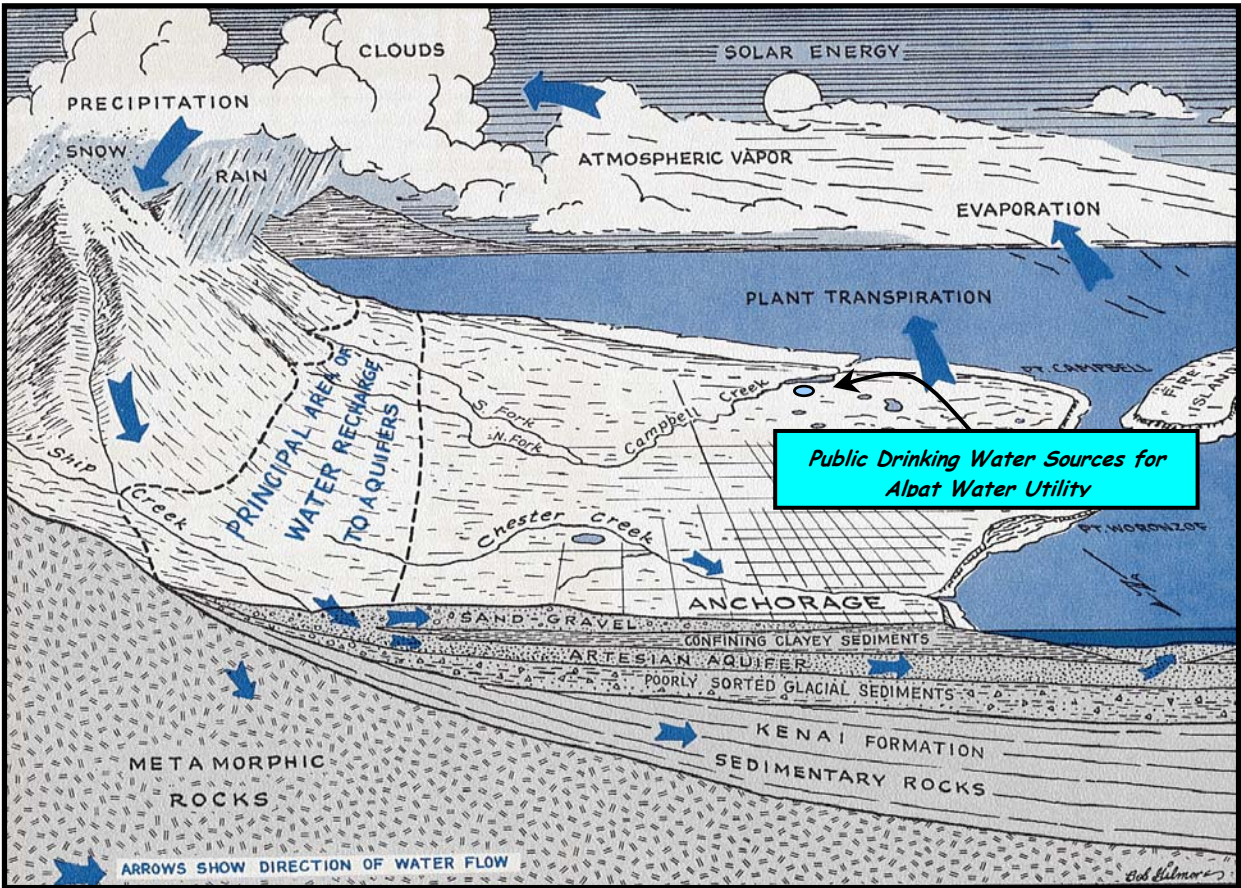 CLOUDS
SOLAR ENERGY
PRECIPITATION
SNOW
RAIN
ATMOSPHERIC VAPOR
EVAPORATION
PLANT TRANSPIRATION
PT. CAMPBELL
FIRE
ISLAND
PRINCIPAL AREA OF
WATER RECHARGE
TO AQUIFERS
S. Fork
N. Fork
Campbell Creek
Public Drinking Water Sources for
Alpat Water Utility
Ship
Creek
Chester Creek
PT. WORONZOF
N
ANCHORAGE
SAND-GRAVEL
CONFINING CLAYEY SEDIMENTS
ARTESIAN AQUIFER
POORLY SORTED GLACIAL SEDIMENTS
KENAI FORMATION
SEDIMENTARY ROCKS
METAMORPHIC
ROCKS
ARROWS SHOW DIRECTION OF WATER FLOW
Bob Gilmore